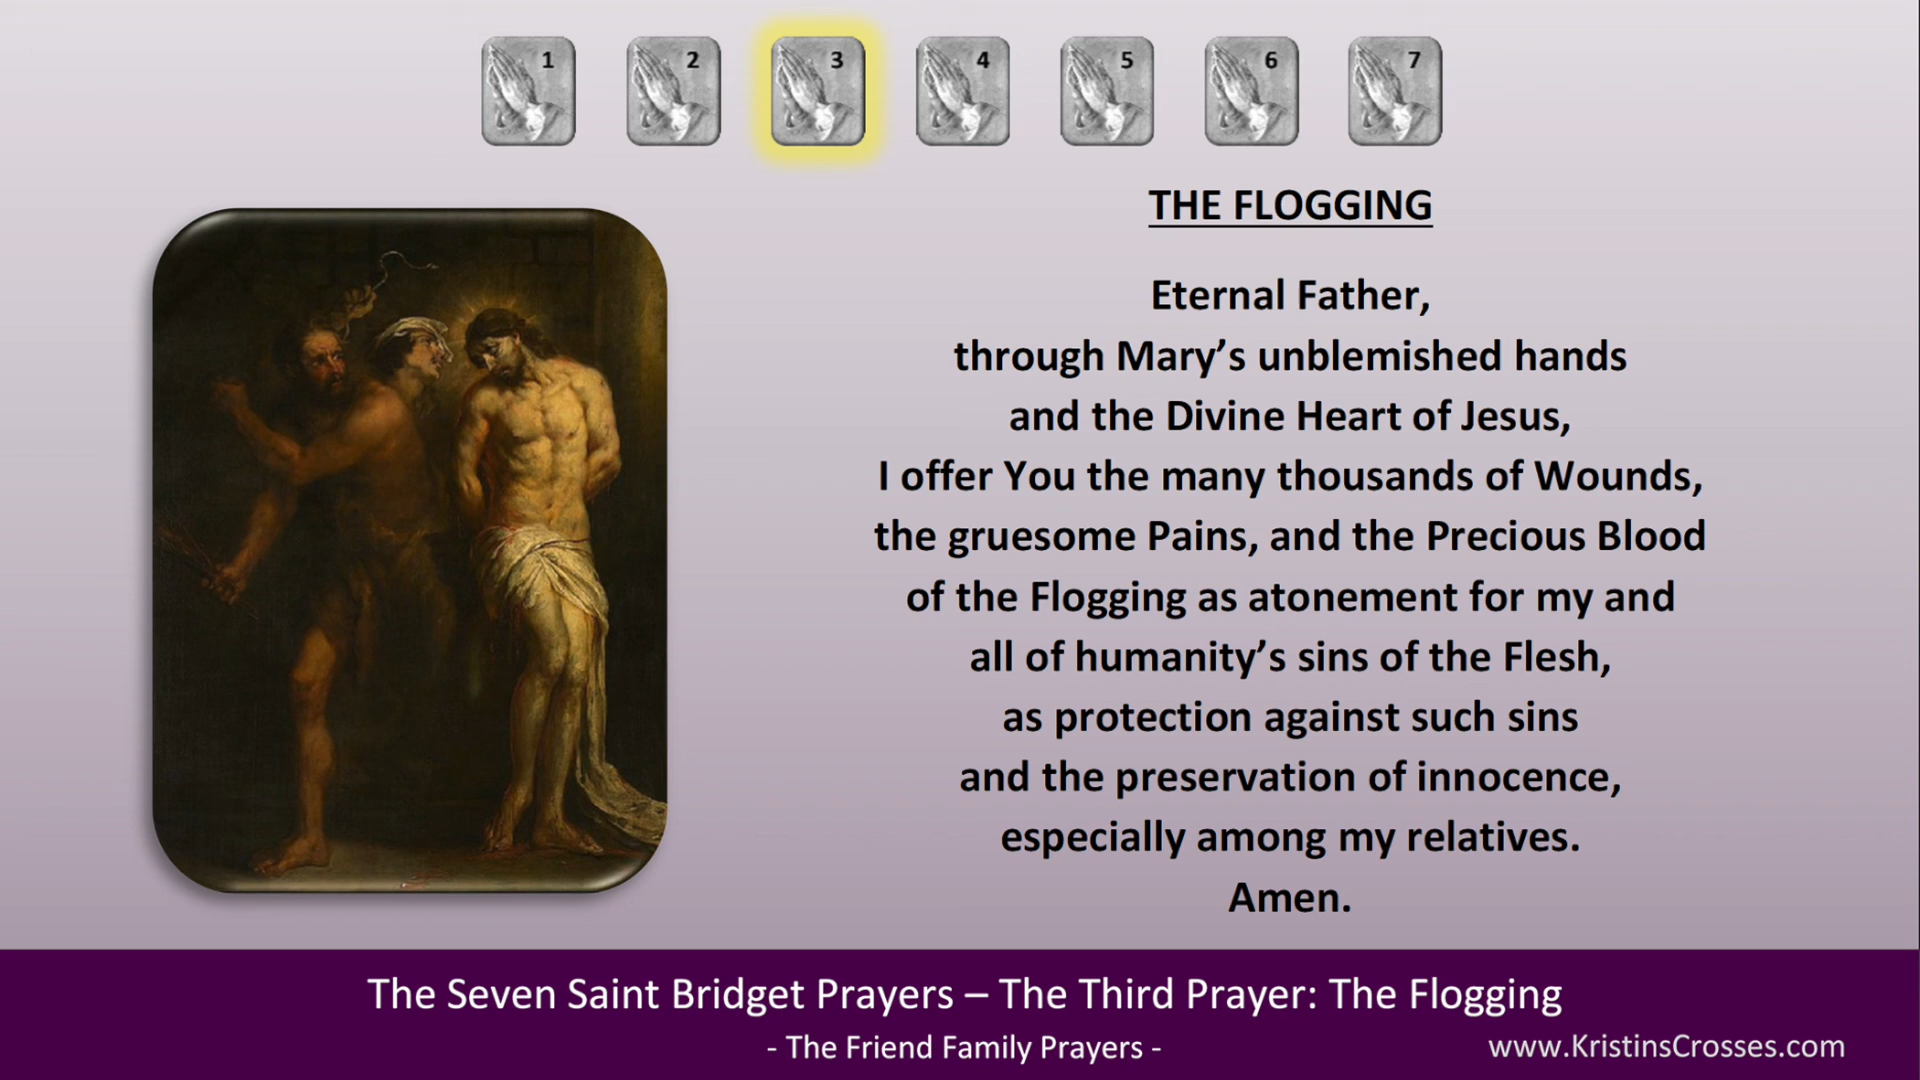 1 2 3 4 5 6 7
THE FLOGGING
Eternal Father,
through Mary’s unblemished hands
and the Divine Heart of Jesus,
I offer You the many thousands of Wounds,
the gruesome Pains, and the Precious Blood
of the Flogging as atonement for my and
all of humanity’s sins of the Flesh,
as protection against such sins
and the preservation of innocence,
especially among my relatives.
Amen.
The Seven Saint Bridget Prayers – The Third Prayer: The Flogging
- The Friend Family Prayers -
www.KristinsCrosses.com